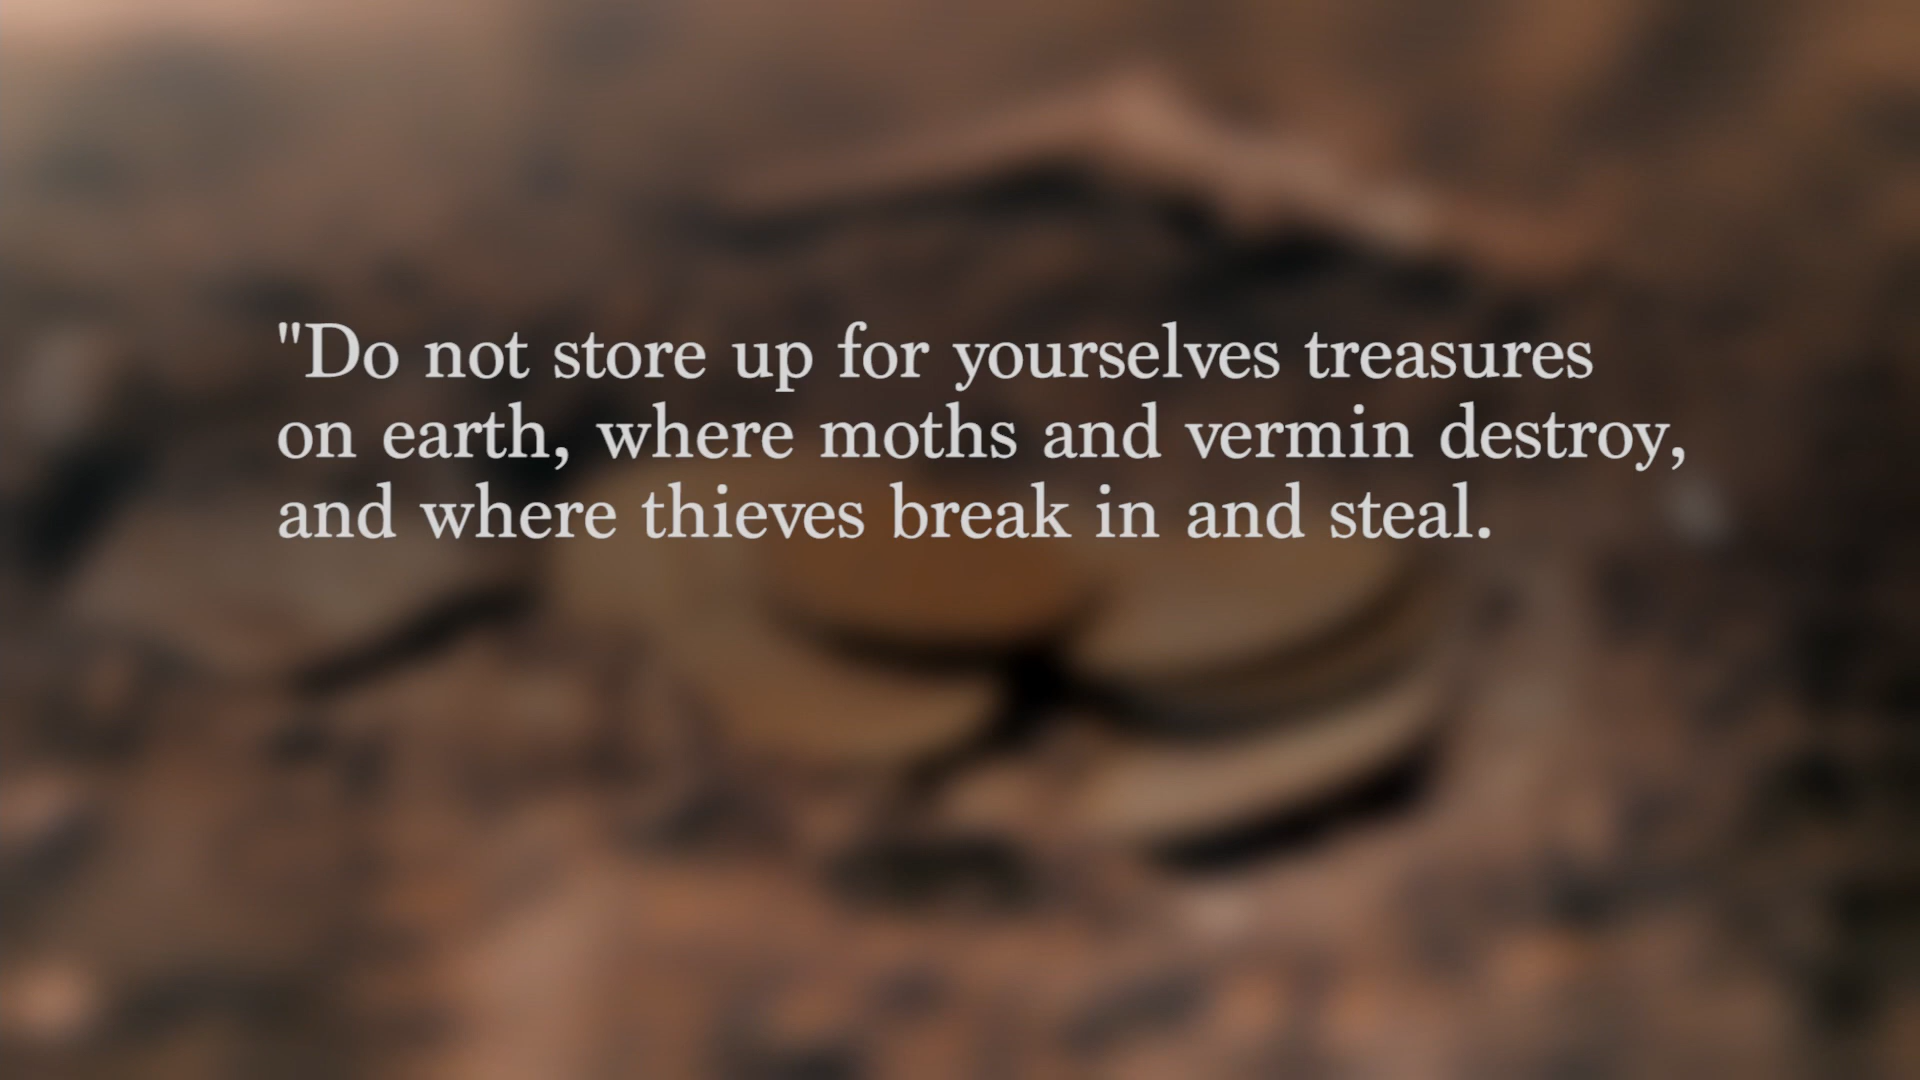 "Do not store up for yourselves treasures
on earth, where moths and vermin destroy,
and where thieves break in and steal.